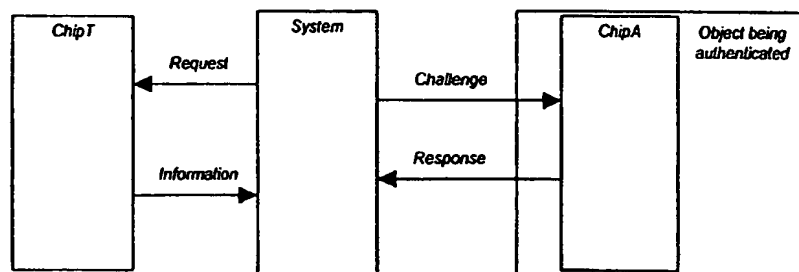 ChipT
System
ChipA
Object being
authenticated
Request
Challenge
Information
Response